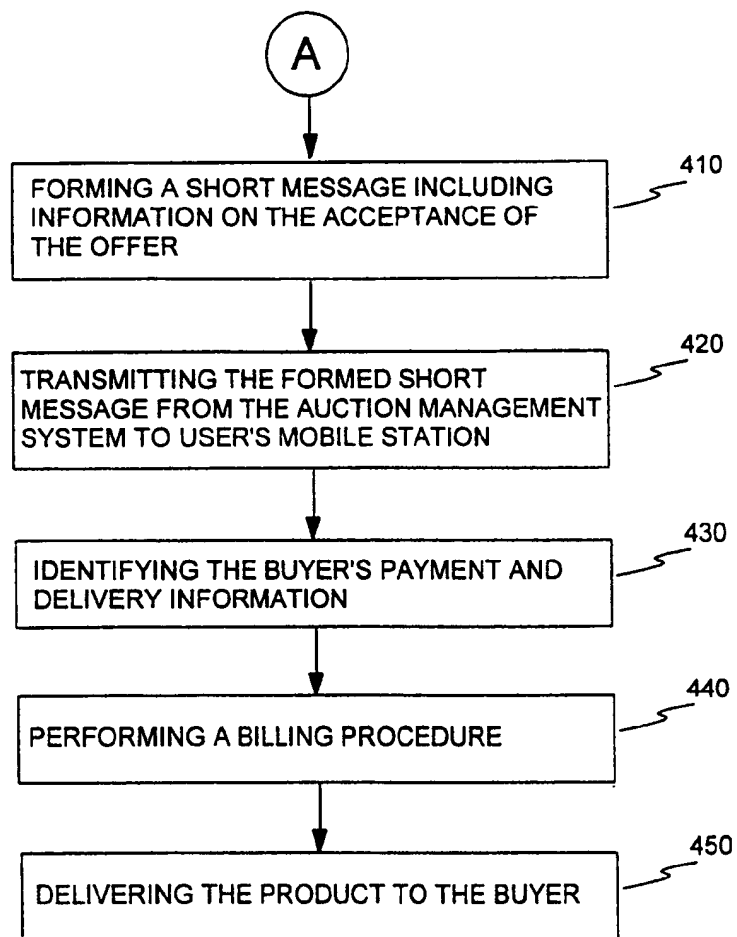 A
410
FORMING A SHORT MESSAGE INCLUDING
INFORMATION ON THE ACCEPTANCE OF
THE OFFER
420
TRANSMITTING THE FORMED SHORT
MESSAGE FROM THE AUCTION MANAGEMENT
SYSTEM TO USER'S MOBILE STATION
430
IDENTIFYING THE BUYER'S PAYMENT AND
DELIVERY INFORMATION
440
PERFORMING A BILLING PROCEDURE
450
DELIVERING THE PRODUCT TO THE BUYER